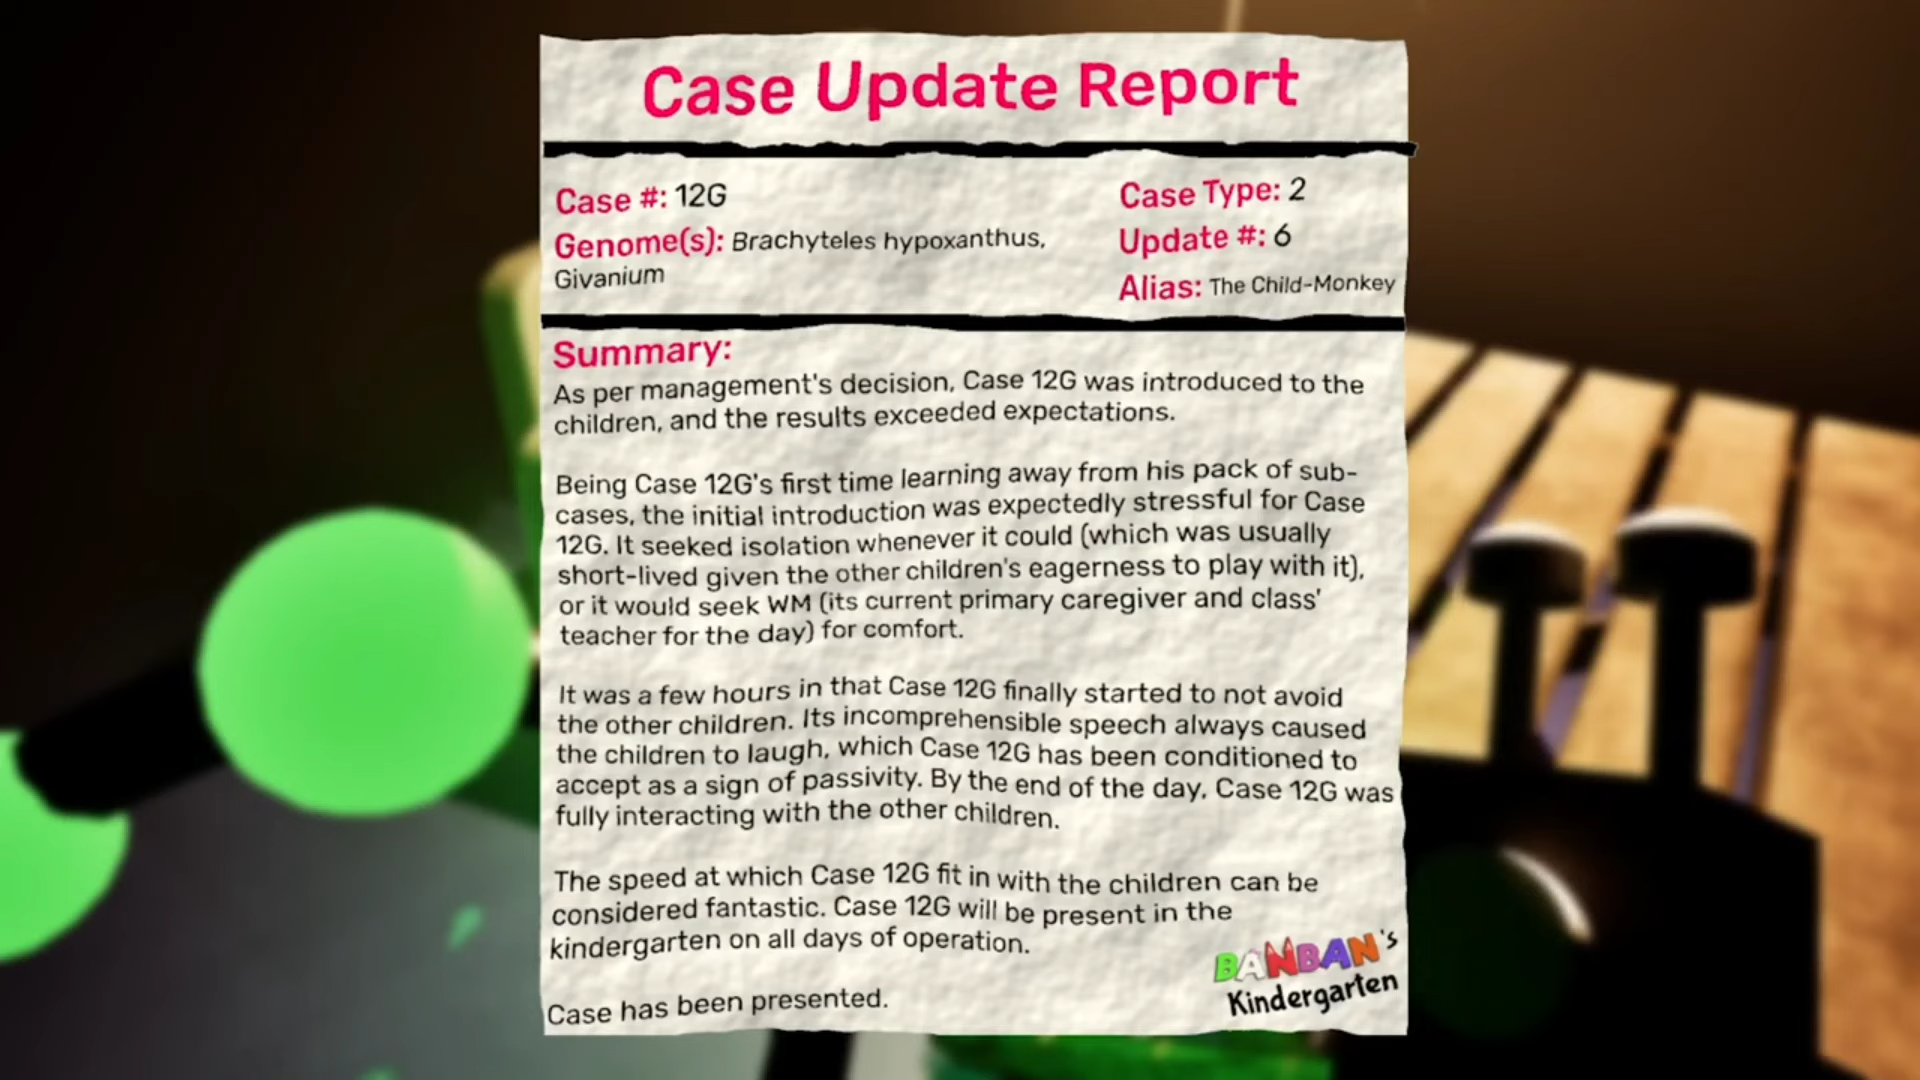 Case Update Report
Case #: 12G
Genome(s): Brachyteles hypoxanthus,
Givanium
Case Type: 2
Update #: 6
Alias: The Child-Monkey
Summary:
As per management's decision, Case 12G was introduced to the
children, and the results exceeded expectations.
Being Case 12G's first time learning away from his pack of sub-
cases, the initial introduction was expectedly stressful for Case
12G. It seeked isolation whenever it could (which was usually
short-lived given the other children's eagerness to play with it),
or it would seek WM (its current primary caregiver and class'
teacher for the day) for comfort.
It was a few hours in that Case 12G finally started to not avoid
the other children. Its incomprehensible speech always caused
the children to laugh, which Case 12G has been conditioned to
accept as a sign of passivity. By the end of the day, Case 12G was
fully interacting with the other children.
The speed at which Case 12G fit in with the children can be
considered fantastic. Case 12G will be present in the
kindergarten on all days of operation.
Case has been presented.
BANBAN's
Kindergarten